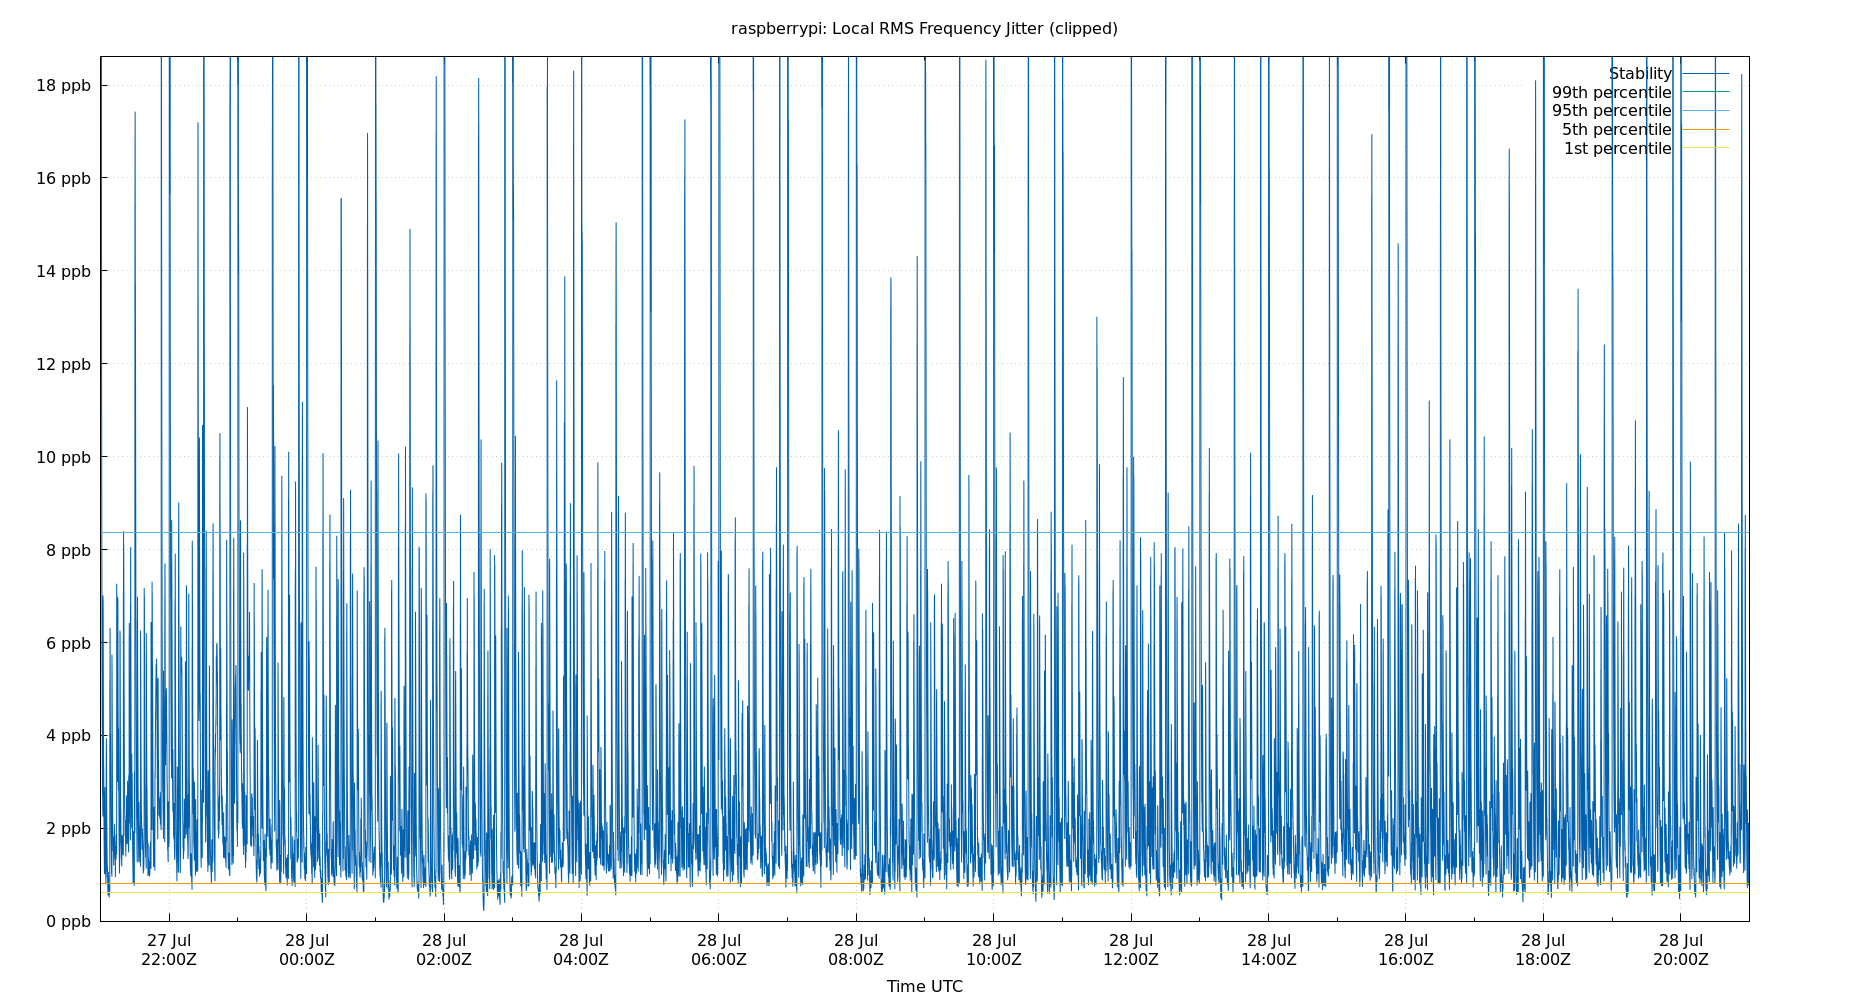 raspberrypi: Local RMS Frequency Jitter (clipped)
18 ppb
16 ppb
14 ppb
12 ppb
10 ppb
8 ppb
6 ppb
4 ppb
2 ppb
0 ppb
Stability
99th percentile
95th percentile
5th percentile
1st percentile
27 Jul 28 Jul 28 Jul 28 Jul 28 Jul 28 Jul 28 Jul 28 Jul 28 Jul 28 Jul 28 Jul 28 Jul
22:00Z 00:00Z 02:00Z 04:00Z 06:00Z 08:00Z 10:00Z 12:00Z 14:00Z 16:00Z 18:00Z 20:00Z
Time UTC